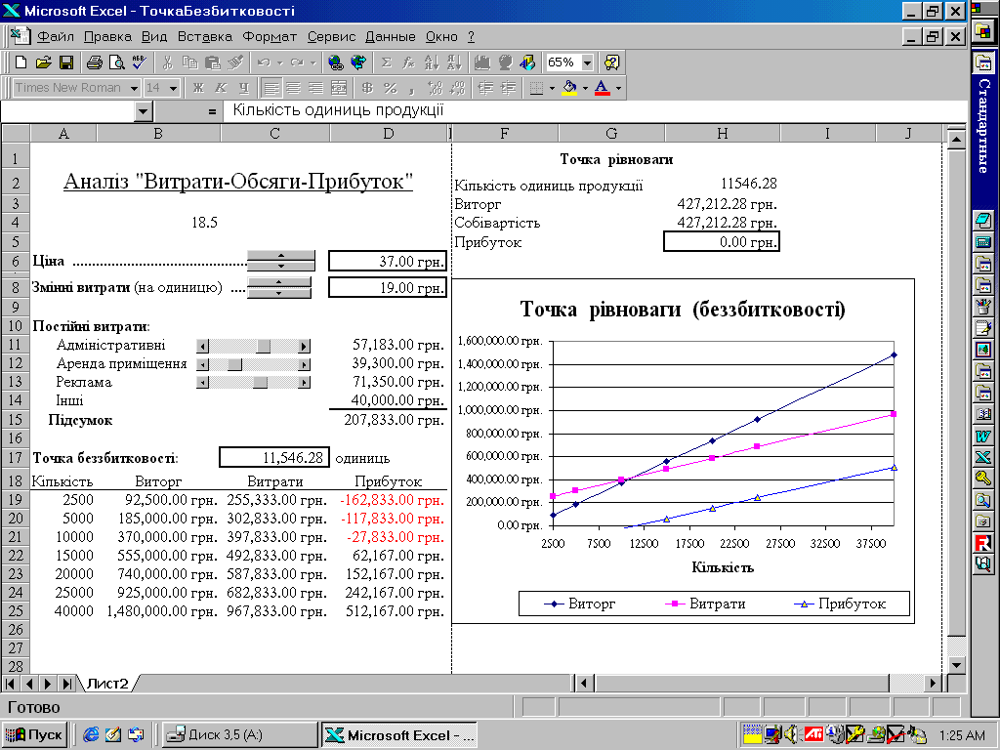 Microsoft Excel - ТочкаБезбитковості
Файл Правка Вид Вставка Формат Сервис Данные Окно ?
65%
Times New Roman 14 Ж К Ч
= Кількість одиниць продукції
A B C D I F G H I J
1 Точка рівноваги
2 Аналіз "Витрати-Обсяги-Прибуток" Кількість одиниць продукції 11546.28
3 Виторг 427,212.28 грн.
4 18.5 Собівартість 427,212.28 грн.
5 Прибуток 0.00 грн.
6 Ціна .................................................. 37.00 грн.
8 Змінні витрати (на одиницю) .... 19.00 грн.
9
10 Постійні витрати:
11 Адміністративні 57,183.00 грн.
12 Аренда приміщення 39,300.00 грн.
13 Реклама 71,350.00 грн.
14 Інші 40,000.00 грн.
15 Підсумок 207,833.00 грн.
16
17 Точка беззбитковості: 11,546.28 одиниць
18 Кількість Виторг Витрати Прибуток
19 2500 92,500.00 грн. 255,333.00 грн. -162,833.00 грн.
20 5000 185,000.00 грн. 302,833.00 грн. -117,833.00 грн.
21 10000 370,000.00 грн. 397,833.00 грн. -27,833.00 грн.
22 15000 555,000.00 грн. 492,833.00 грн. 62,167.00 грн.
23 20000 740,000.00 грн. 587,833.00 грн. 152,167.00 грн.
24 25000 925,000.00 грн. 682,833.00 грн. 242,167.00 грн.
25 40000 1,480,000.00 грн. 967,833.00 грн. 512,167.00 грн.
26
27
28
Точка рівноваги (беззбитковості)
1,600,000.00 грн.
1,400,000.00 грн.
1,200,000.00 грн.
1,000,000.00 грн.
800,000.00 грн.
600,000.00 грн.
400,000.00 грн.
200,000.00 грн.
0.00 грн.
2500 7500 12500 17500 22500 27500 32500 37500
Кількість
Виторг Витрати Прибуток
Стандартные
Лист2
Готово
Пуск Диск 3,5 (A:) Microsoft Excel - ... 1:25 AM